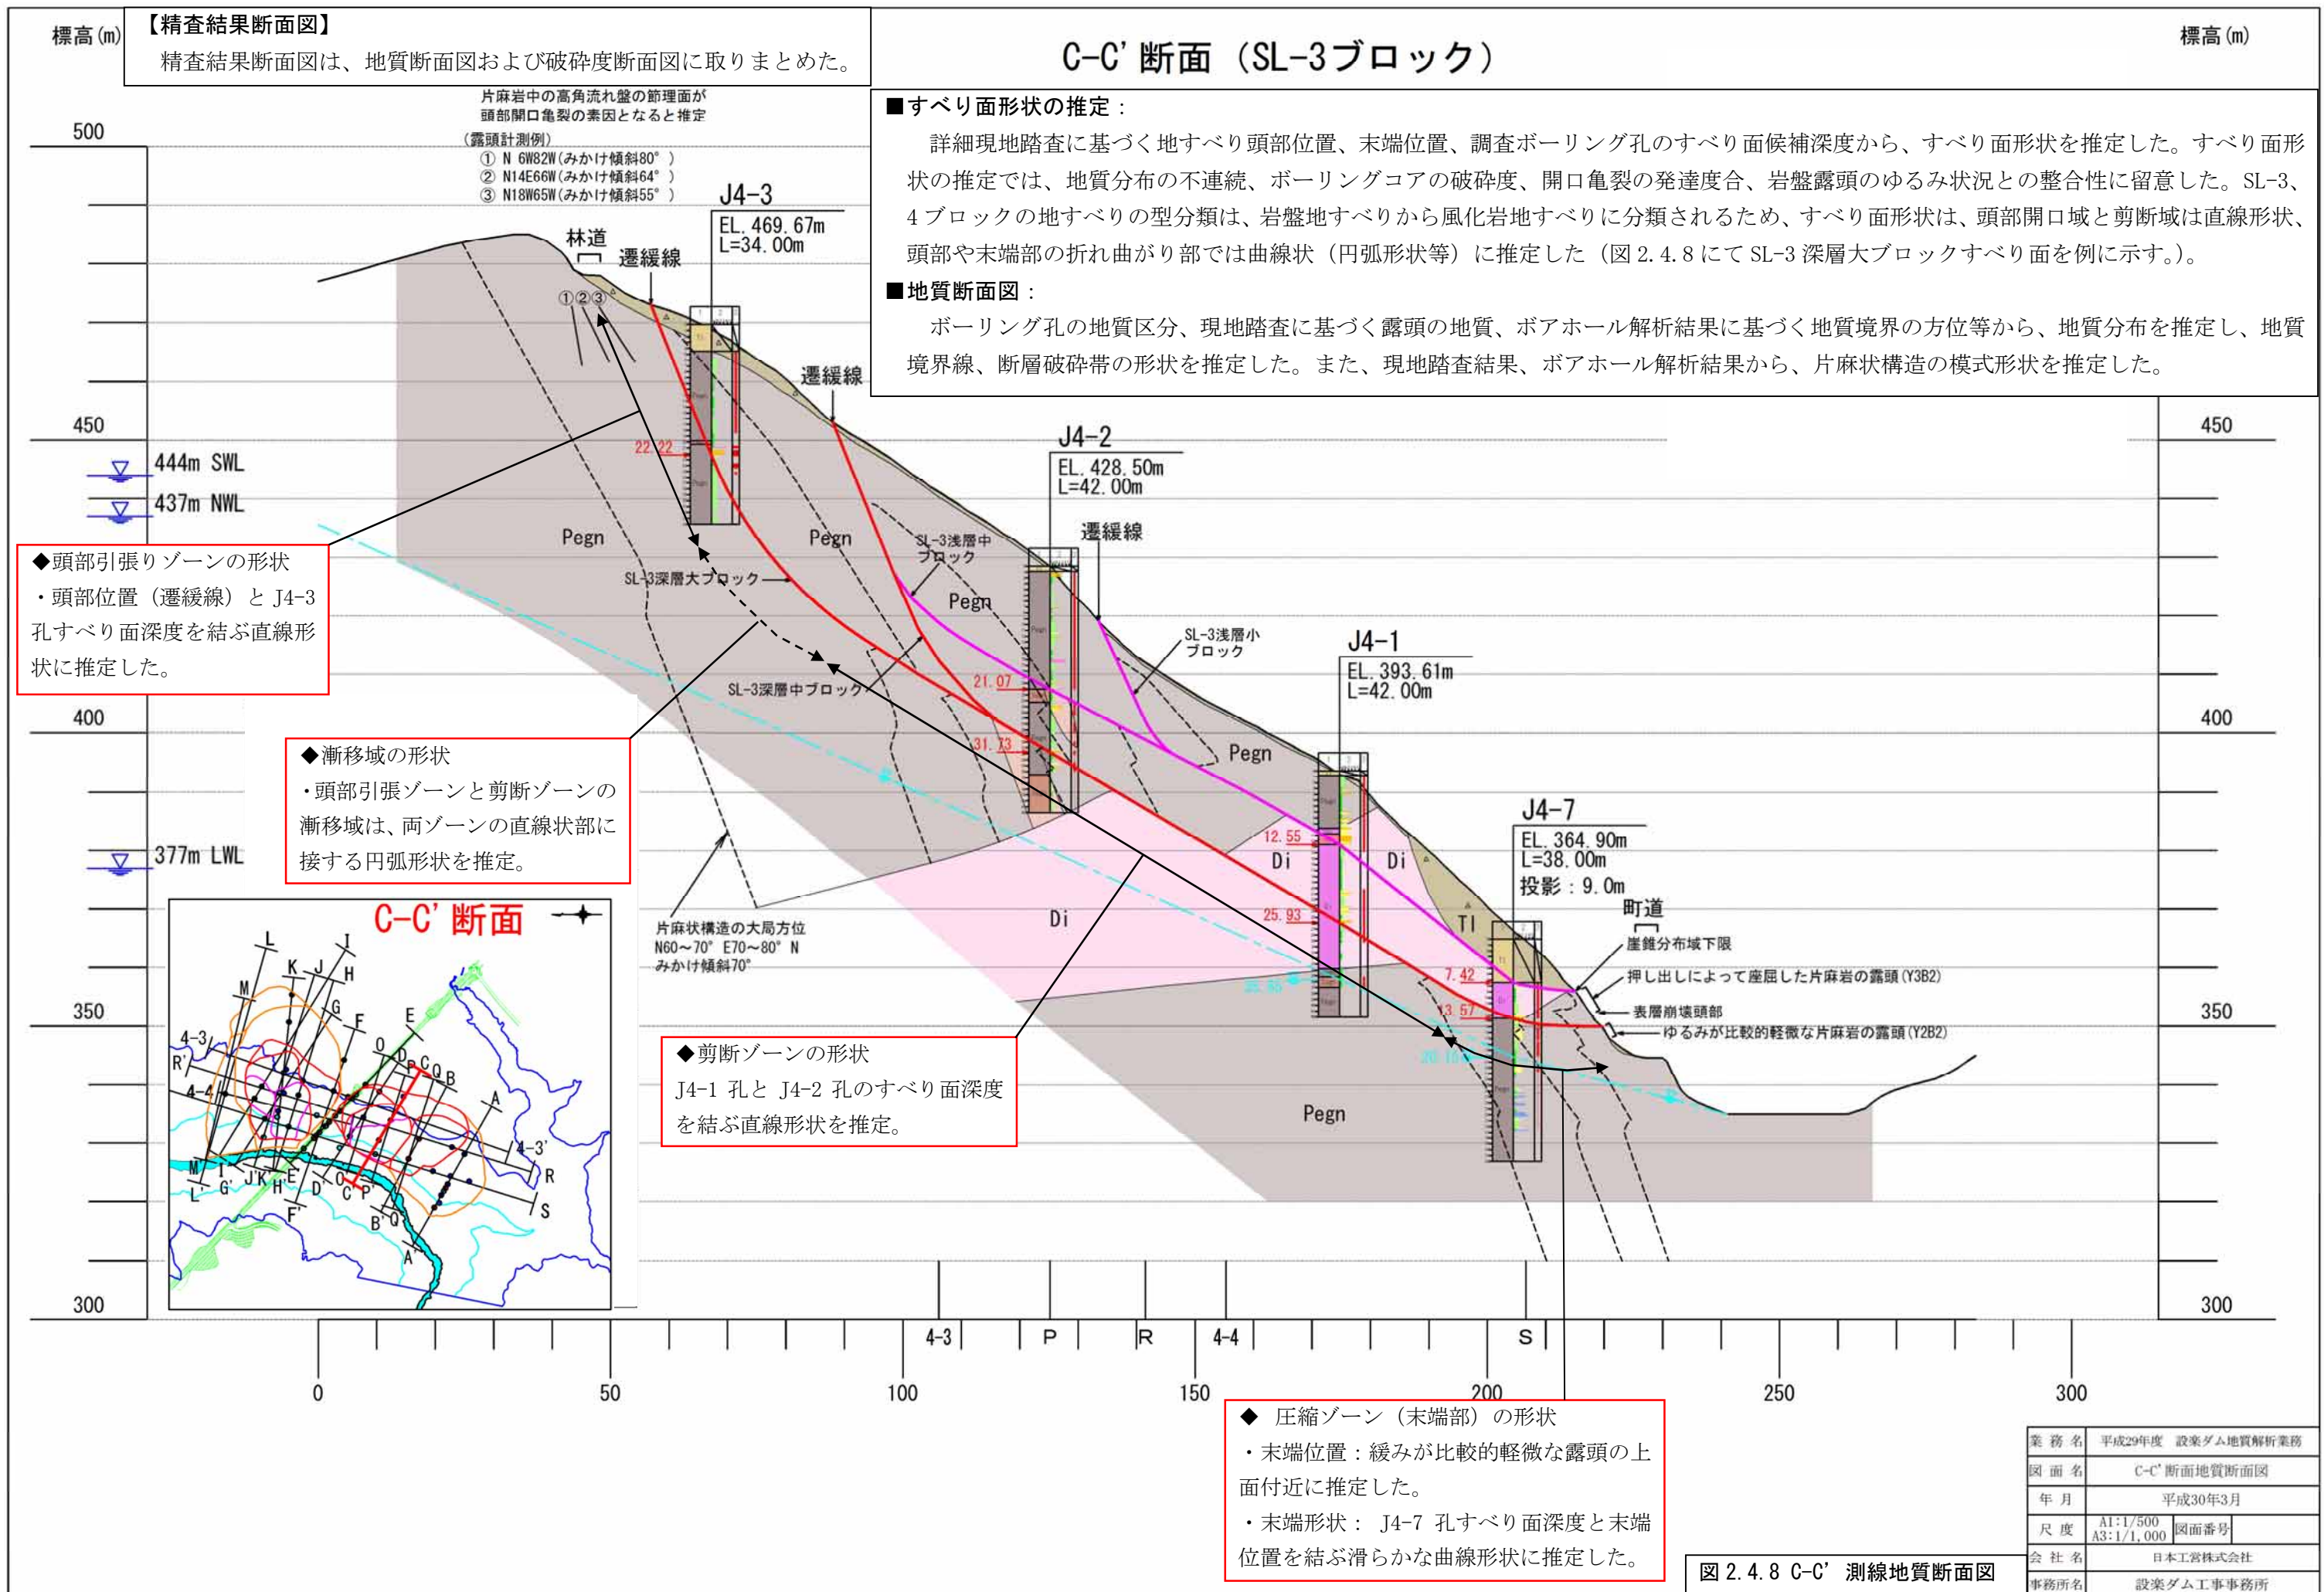 標高(m)
【精査結果断面図】
精査結果断面図は、地質断面図および破砕度断面図に取りまとめた。
C-C' 断面（SL-3ブロック）
標高(m)
■すべり面形状の推定：
詳細現地踏査に基づく地すべり頭部位置、末端位置、調査ボーリング孔のすべり面候補深度から、すべり面形状を推定した。すべり面形
状の推定では、地質分布の不連続、ボーリングコアの破砕度、開口亀裂の発達度合、岩盤露頭のゆるみ状況との整合性に留意した。SL-3、
4 ブロックの地すべりの型分類は、岩盤地すべりから風化岩地すべりに分類されるため、すべり面形状は、頭部開口域と剪断域は直線形状、
頭部や末端部の折れ曲がり部では曲線状（円弧形状等）に推定した（図 2.4.8 にて SL-3 深層大ブロックすべり面を例に示す。）。
■地質断面図：
ボーリング孔の地質区分、現地踏査に基づく露頭の地質、ボアホール解析結果に基づく地質境界の方位等から、地質分布を推定し、地質
境界線、断層破砕帯の形状を推定した。また、現地踏査結果、ボアホール解析結果から、片麻状構造の模式形状を推定した。
片麻岩中の高角流れ盤の節理面が
頭部開口亀裂の素因となると推定
(露頭計測例)
① N 6W82W(みかけ傾斜80°)
② N14E66W(みかけ傾斜64°)
③ N18W65W(みかけ傾斜55°)
500
450
400
350
300
450
400
350
300
444m SWL
437m NWL
377m LWL
林道
遷緩線
①②③
J4-3
EL. 469.67m
L=34.00m
22.22
遷緩線
J4-2
EL. 428.50m
L=42.00m
21.07
31.73
遷緩線
J4-1
EL. 393.61m
L=42.00m
12.55
25.93
J4-7
EL. 364.90m
L=38.00m
投影：9.0m
7.42
13.57
町道
崖錐分布域下限
押し出しによって座屈した片麻岩の露頭(Y3B2)
表層崩壊頭部
ゆるみが比較的軽微な片麻岩の露頭(Y2B2)
Pegn
Pegn
Pegn
Pegn
Pegn
Di
Di
Di
Tl
SL-3深層大ブロック
SL-3浅層中
ブロック
SL-3深層中ブロック
SL-3浅層小
ブロック
片麻状構造の大局方位
N60～70°E70～80°N
みかけ傾斜70°
◆頭部引張りゾーンの形状
・頭部位置（遷緩線）と J4-3
孔すべり面深度を結ぶ直線形
状に推定した。
◆漸移域の形状
・頭部引張ゾーンと剪断ゾーンの
漸移域は、両ゾーンの直線状部に
接する円弧形状を推定。
◆剪断ゾーンの形状
J4-1 孔と J4-2 孔のすべり面深度
を結ぶ直線形状を推定。
◆ 圧縮ゾーン（末端部）の形状
・末端位置：緩みが比較的軽微な露頭の上
面付近に推定した。
・末端形状： J4-7 孔すべり面深度と末端
位置を結ぶ滑らかな曲線形状に推定した。
C-C' 断面
L
I
K
J
H
M
G
F
E
4-3
R'
4-4
O
D
P
C
Q
B
A
4-3'
R
S
M'
L'
I'
G'
J'
K'
H'
E'
F'
D'
O'
C'
P'
B'
Q'
A'
4-3
P
R
4-4
S
0
50
100
150
200
250
300
業務名 平成29年度 設楽ダム地質解析業務
図面名 C-C' 断面地質断面図
年月 平成30年3月
尺度 A1:1/500 A3:1/1,000 図面番号
会社名 日本工営株式会社
事務所名 設楽ダム工事事務所
図 2.4.8 C-C' 測線地質断面図